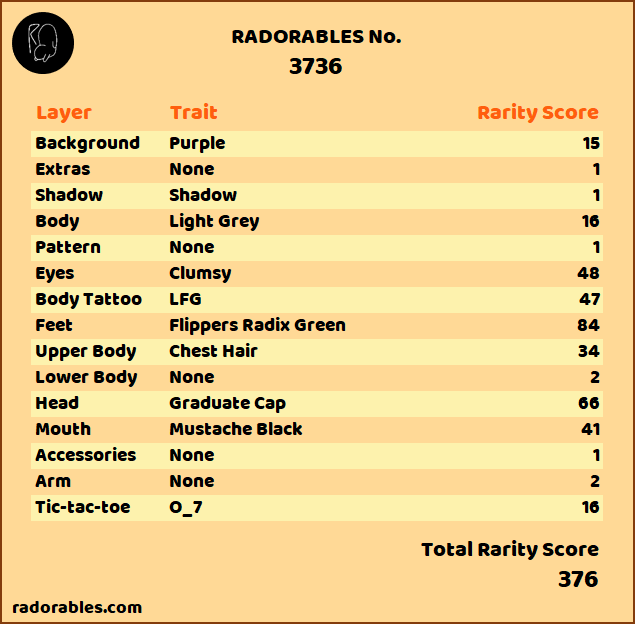 RADORABLES No.
3736
Layer Trait Rarity Score
Background Purple 15
Extras None 1
Shadow Shadow 1
Body Light Grey 16
Pattern None 1
Eyes Clumsy 48
Body Tattoo LFG 47
Feet Flippers Radix Green 84
Upper Body Chest Hair 34
Lower Body None 2
Head Graduate Cap 66
Mouth Mustache Black 41
Accessories None 1
Arm None 2
Tic-tac-toe O_7 16
Total Rarity Score
376
radorables.com